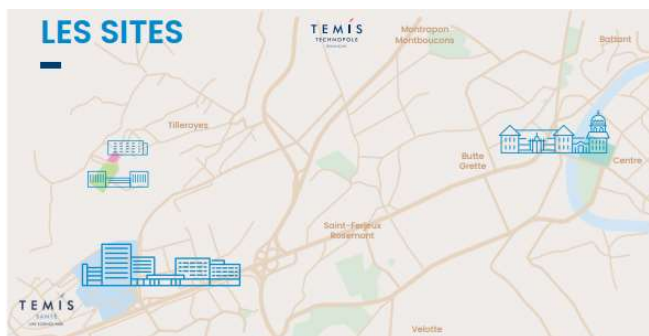 LES SITES
TEMIS
TECHNOPOLE
Montrapon
Montboucons
Battant
Tilleroyes
Butte
Grette
Centre
Saint-Ferjeux
Rosemont
TEMIS
SANTÉ
Velotte